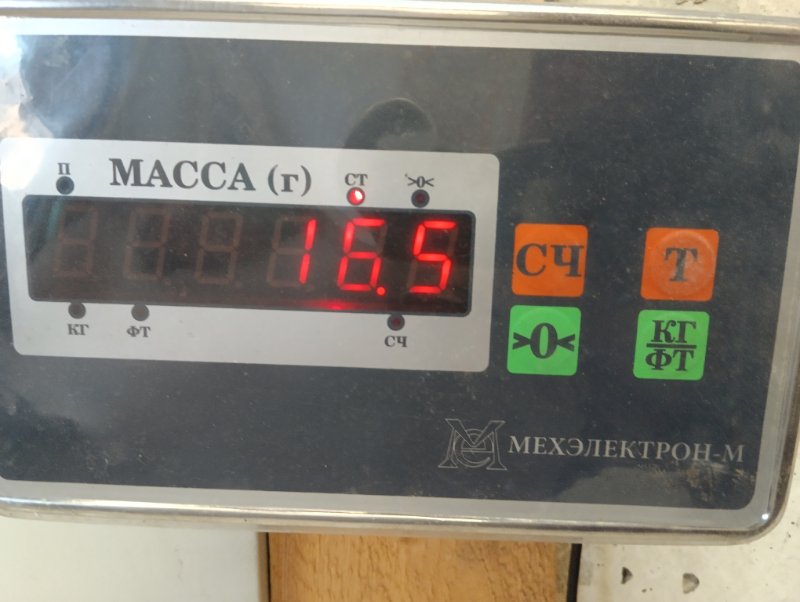 П МАССА (г) СТ >0<
16.5
КГ ФТ СЧ
СЧ Т
>0< КГ/ФТ
МЕХЭЛЕКТРОН-М